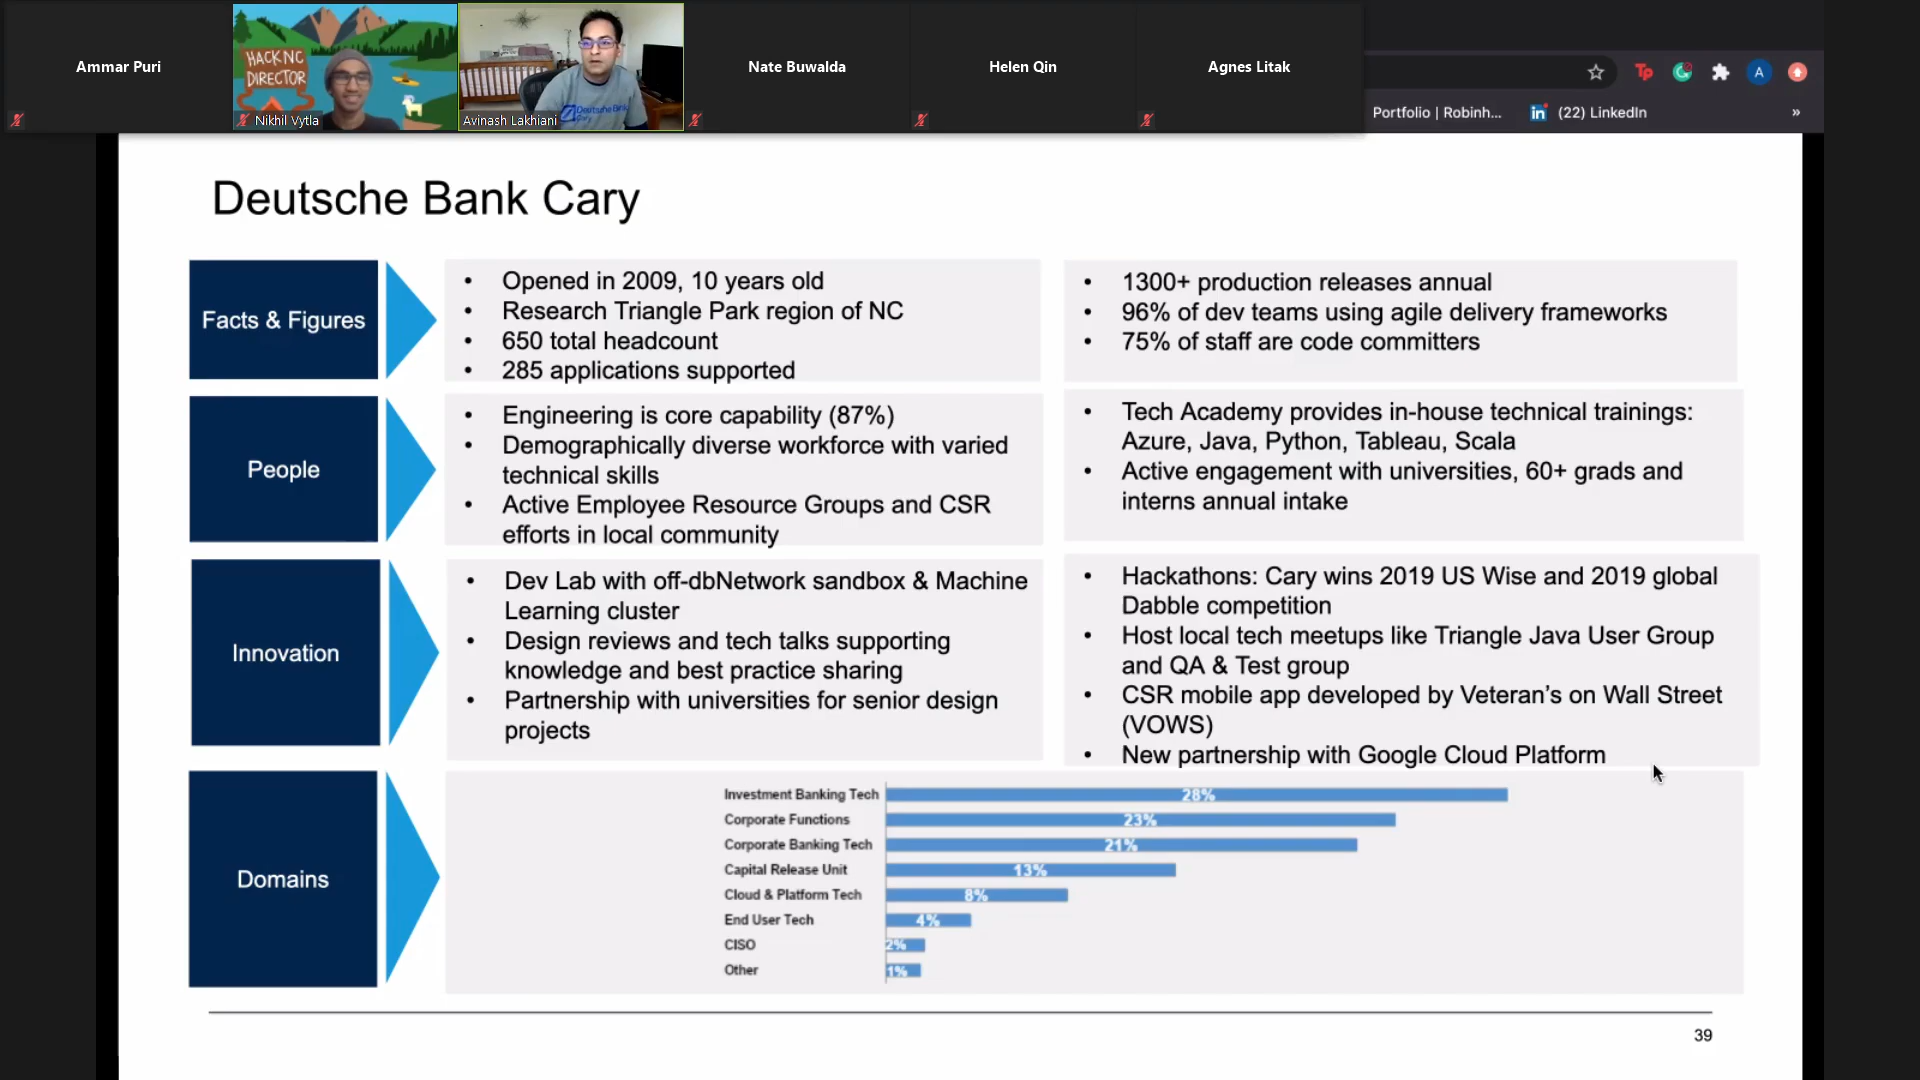 Ammar Puri
HACK NC
DIRECTOR
Nikhil Vytla
Deutsche Bank
Cary
Avinash Lakhiani
Nate Buwalda
Helen Qin
Agnes Litak
A
Portfolio | Robinh...
in (22) LinkedIn
»
Deutsche Bank Cary
Facts & Figures
• Opened in 2009, 10 years old
• Research Triangle Park region of NC
• 650 total headcount
• 285 applications supported
• 1300+ production releases annual
• 96% of dev teams using agile delivery frameworks
• 75% of staff are code committers
People
• Engineering is core capability (87%)
• Demographically diverse workforce with varied
technical skills
• Active Employee Resource Groups and CSR
efforts in local community
• Tech Academy provides in-house technical trainings:
Azure, Java, Python, Tableau, Scala
• Active engagement with universities, 60+ grads and
interns annual intake
Innovation
• Dev Lab with off-dbNetwork sandbox & Machine
Learning cluster
• Design reviews and tech talks supporting
knowledge and best practice sharing
• Partnership with universities for senior design
projects
• Hackathons: Cary wins 2019 US Wise and 2019 global
Dabble competition
• Host local tech meetups like Triangle Java User Group
and QA & Test group
• CSR mobile app developed by Veteran’s on Wall Street
(VOWS)
• New partnership with Google Cloud Platform
Domains
Investment Banking Tech 28%
Corporate Functions 23%
Corporate Banking Tech 21%
Capital Release Unit 13%
Cloud & Platform Tech 8%
End User Tech 4%
CISO 2%
Other 1%
39